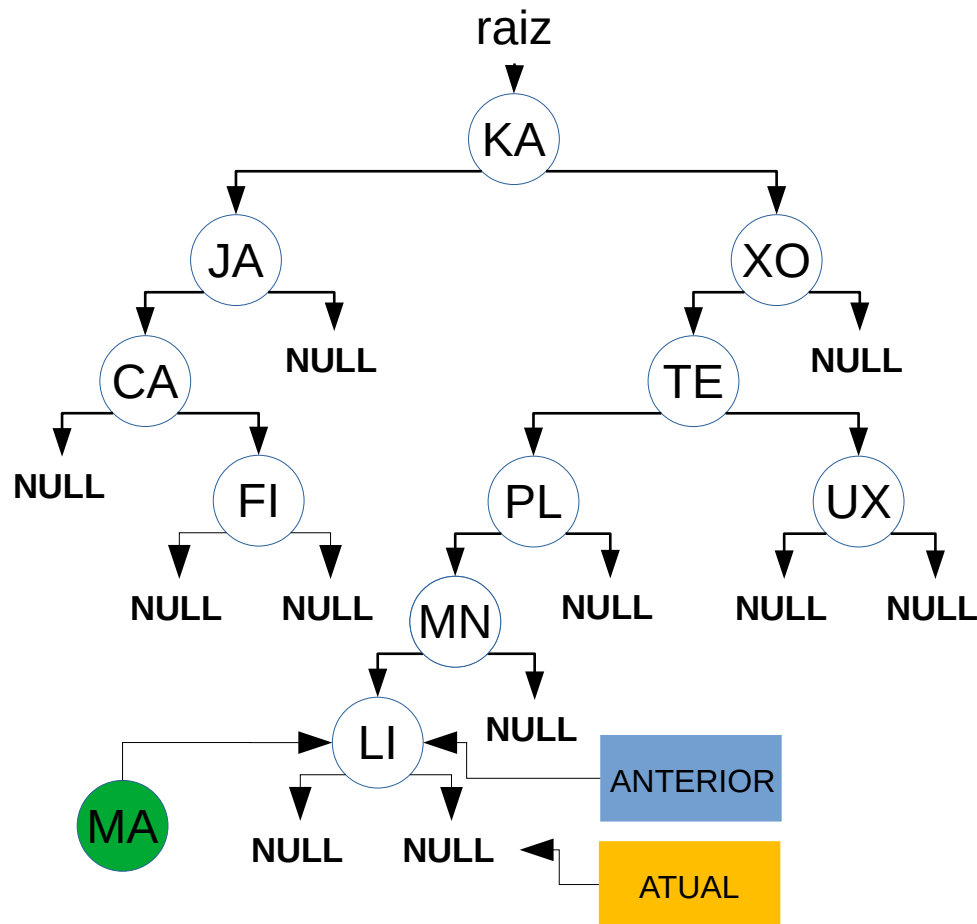 raiz
KA
JA
XO
NULL
NULL
CA
TE
NULL
FI
PL
UX
NULL
NULL
NULL
NULL
NULL
MN
NULL
LI
ANTERIOR
MA
NULL
NULL
ATUAL